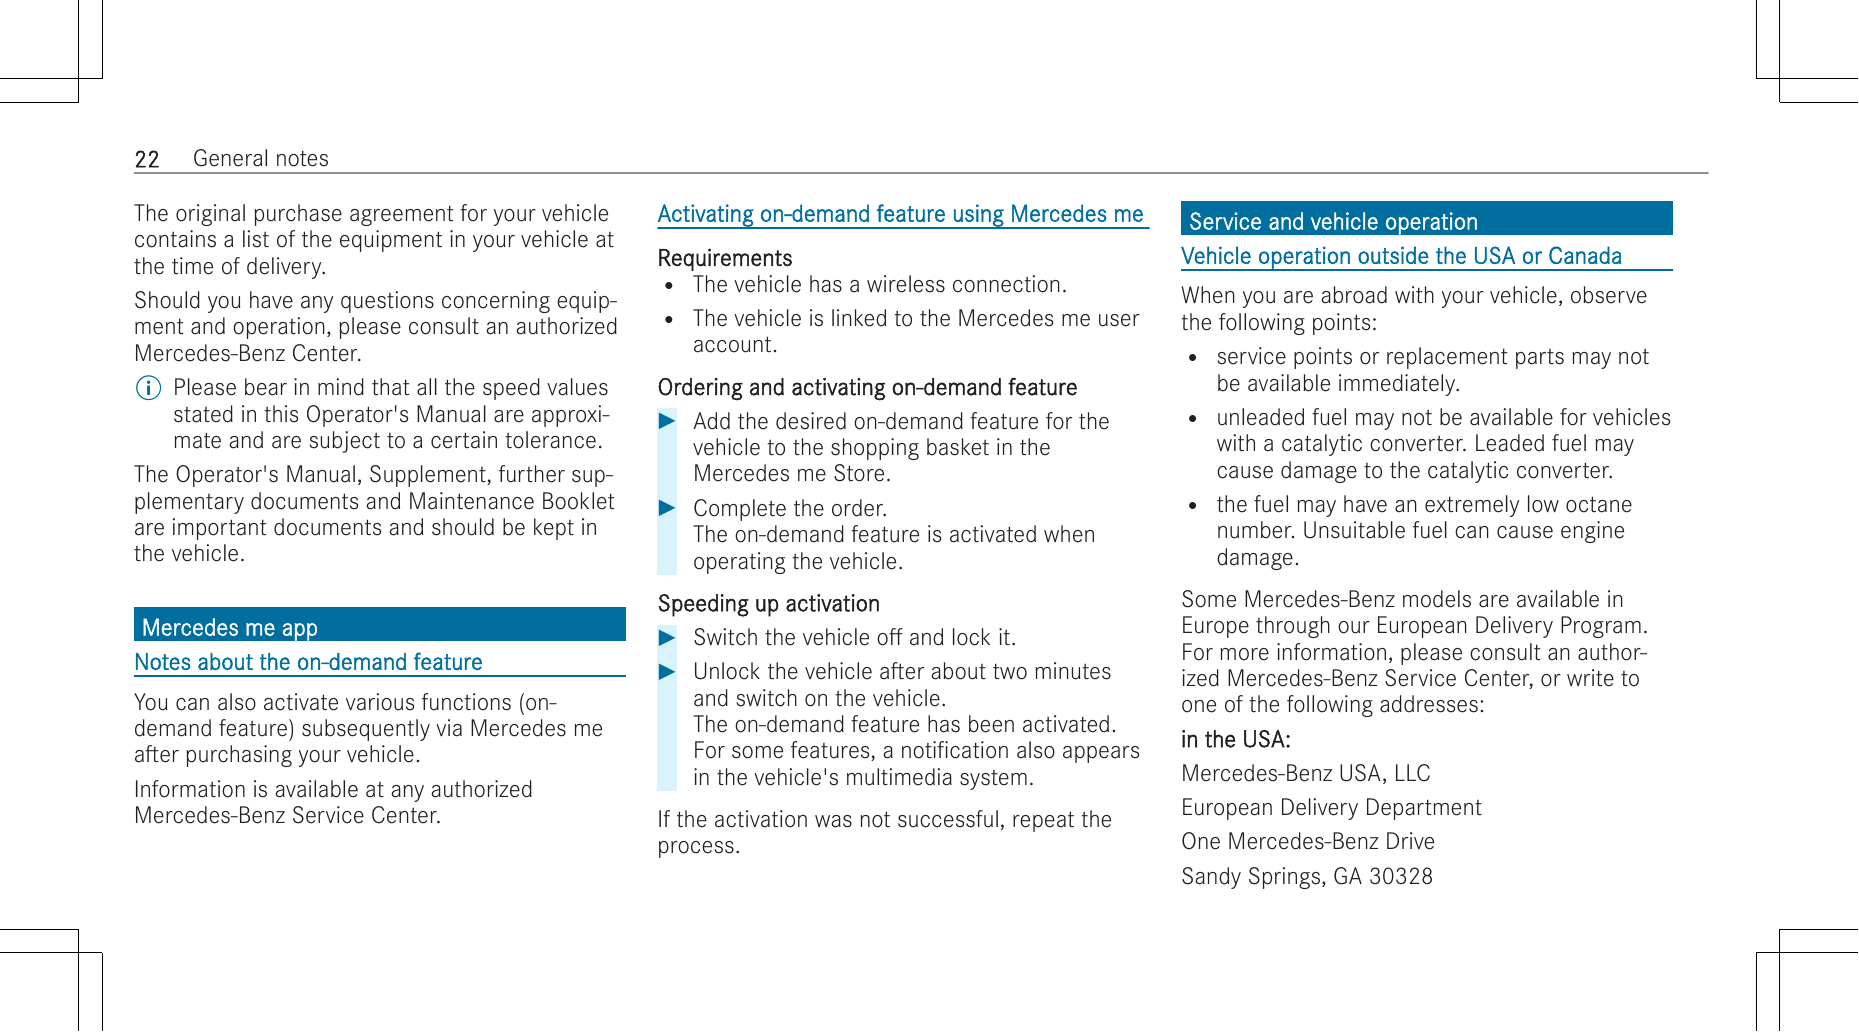 22 General notes
The original purchase agreement for your vehicle
contains a list of the equipment in your vehicle at
the time of delivery.
Should you have any questions concerning equip-
ment and operation, please consult an authorized
Mercedes-Benz Center.
Please bear in mind that all the speed values
stated in this Operator's Manual are approxi-
mate and are subject to a certain tolerance.
The Operator's Manual, Supplement, further sup-
plementary documents and Maintenance Booklet
are important documents and should be kept in
the vehicle.
Mercedes me app
Notes about the on-demand feature
You can also activate various functions (on-
demand feature) subsequently via Mercedes me
after purchasing your vehicle.
Information is available at any authorized
Mercedes-Benz Service Center.
Activating on-demand feature using Mercedes me
Requirements
• The vehicle has a wireless connection.
• The vehicle is linked to the Mercedes me user
account.
Ordering and activating on-demand feature
▶ Add the desired on-demand feature for the
vehicle to the shopping basket in the
Mercedes me Store.
▶ Complete the order.
The on-demand feature is activated when
operating the vehicle.
Speeding up activation
▶ Switch the vehicle off and lock it.
▶ Unlock the vehicle after about two minutes
and switch on the vehicle.
The on-demand feature has been activated.
For some features, a notification also appears
in the vehicle's multimedia system.
If the activation was not successful, repeat the
process.
Service and vehicle operation
Vehicle operation outside the USA or Canada
When you are abroad with your vehicle, observe
the following points:
• service points or replacement parts may not
be available immediately.
• unleaded fuel may not be available for vehicles
with a catalytic converter. Leaded fuel may
cause damage to the catalytic converter.
• the fuel may have an extremely low octane
number. Unsuitable fuel can cause engine
damage.
Some Mercedes-Benz models are available in
Europe through our European Delivery Program.
For more information, please consult an author-
ized Mercedes-Benz Service Center, or write to
one of the following addresses:
in the USA:
Mercedes-Benz USA, LLC
European Delivery Department
One Mercedes-Benz Drive
Sandy Springs, GA 30328